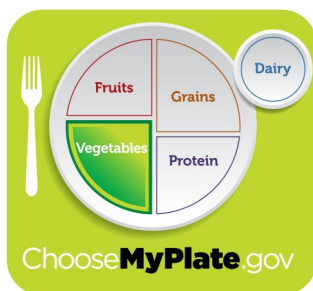 Fruits
Grains
Dairy
Vegetables
Protein
ChooseMyPlate.gov